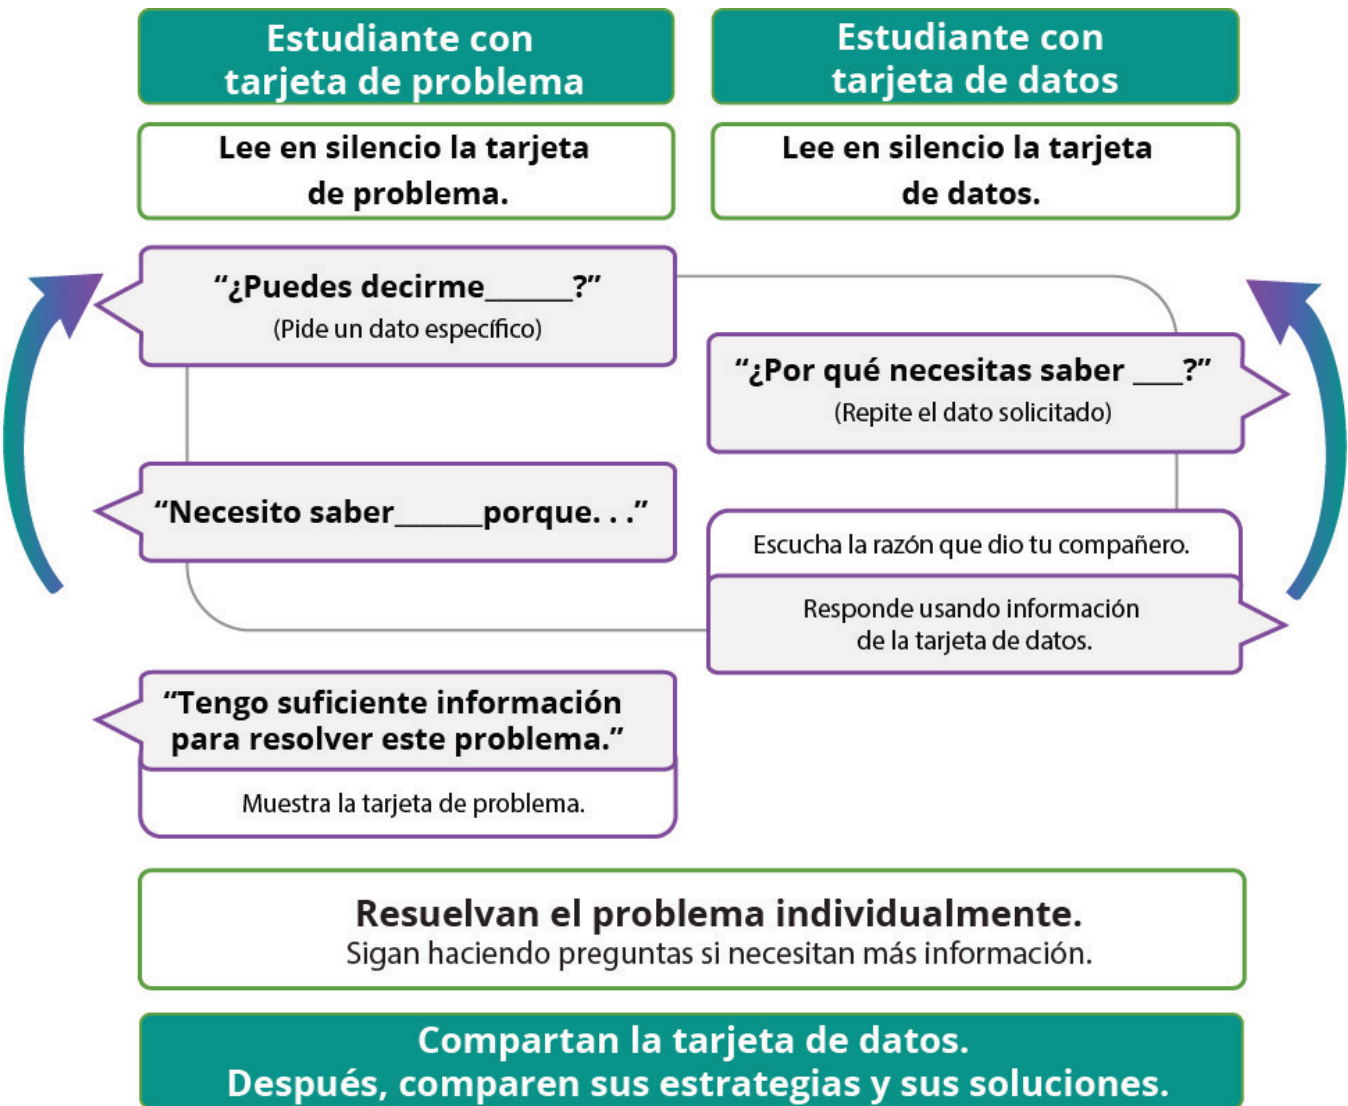 Estudiante con
tarjeta de problema
Estudiante con
tarjeta de datos
Lee en silencio la tarjeta
de problema.
Lee en silencio la tarjeta
de datos.
“¿Puedes decirme______?”
(Pide un dato específico)
“¿Por qué necesitas saber ___?”
(Repite el dato solicitado)
“Necesito saber______porque. . .”
Escucha la razón que dio tu compañero.
Responde usando información
de la tarjeta de datos.
“Tengo suficiente información
para resolver este problema.”
Muestra la tarjeta de problema.
Resuelvan el problema individualmente.
Sigan haciendo preguntas si necesitan más información.
Compartan la tarjeta de datos.
Después, comparen sus estrategias y sus soluciones.